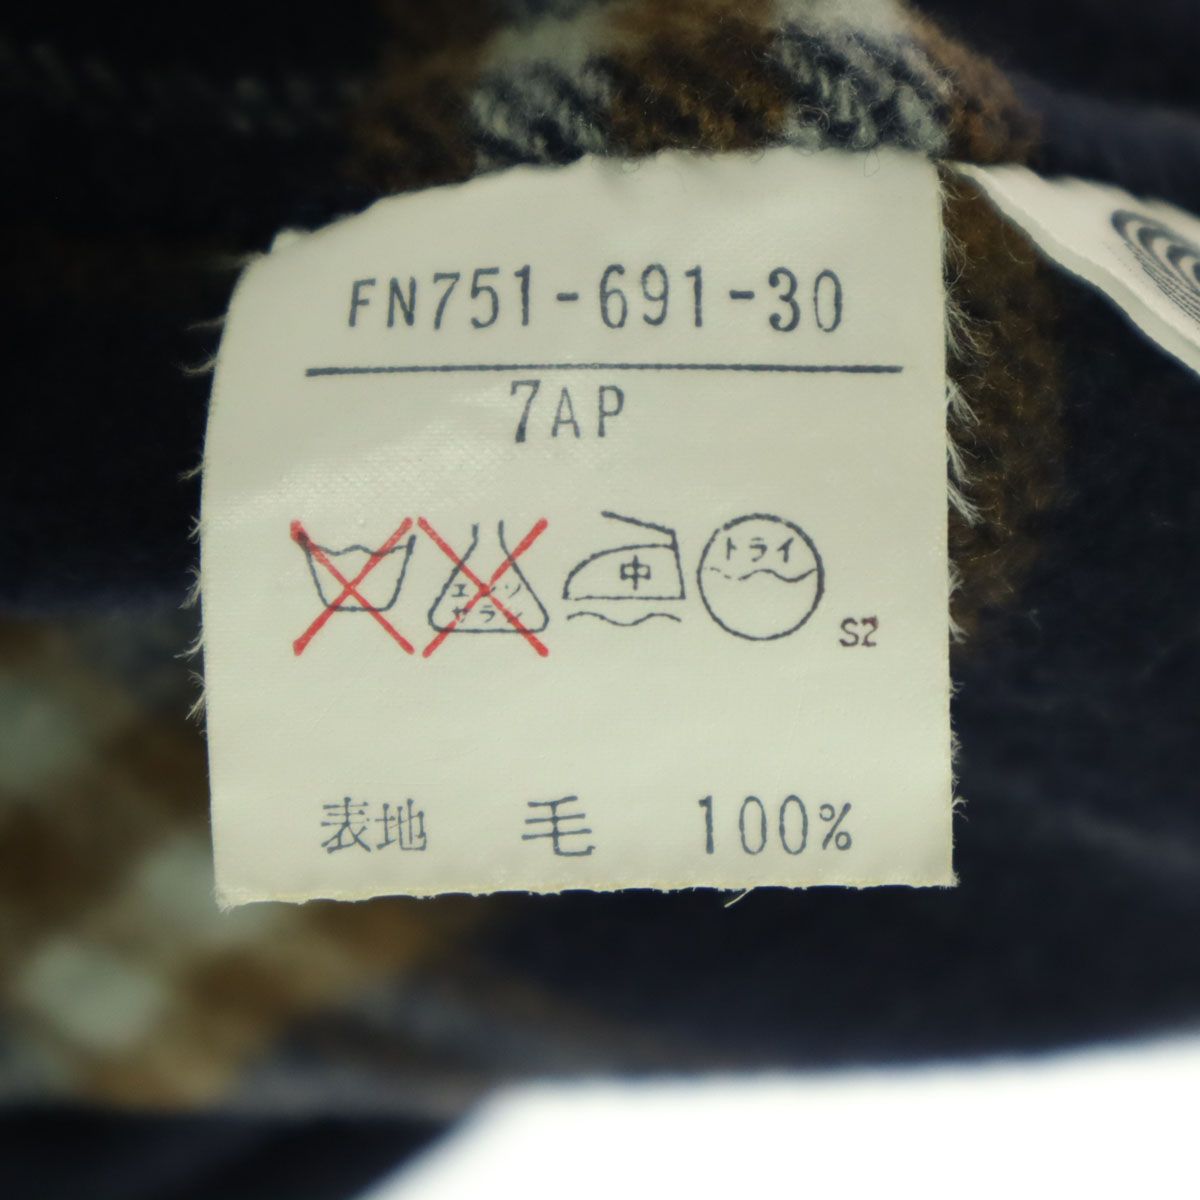 FN751-691-30
7AP
エンソ
サラシ
中
ドライ
S2
表地 毛 100%